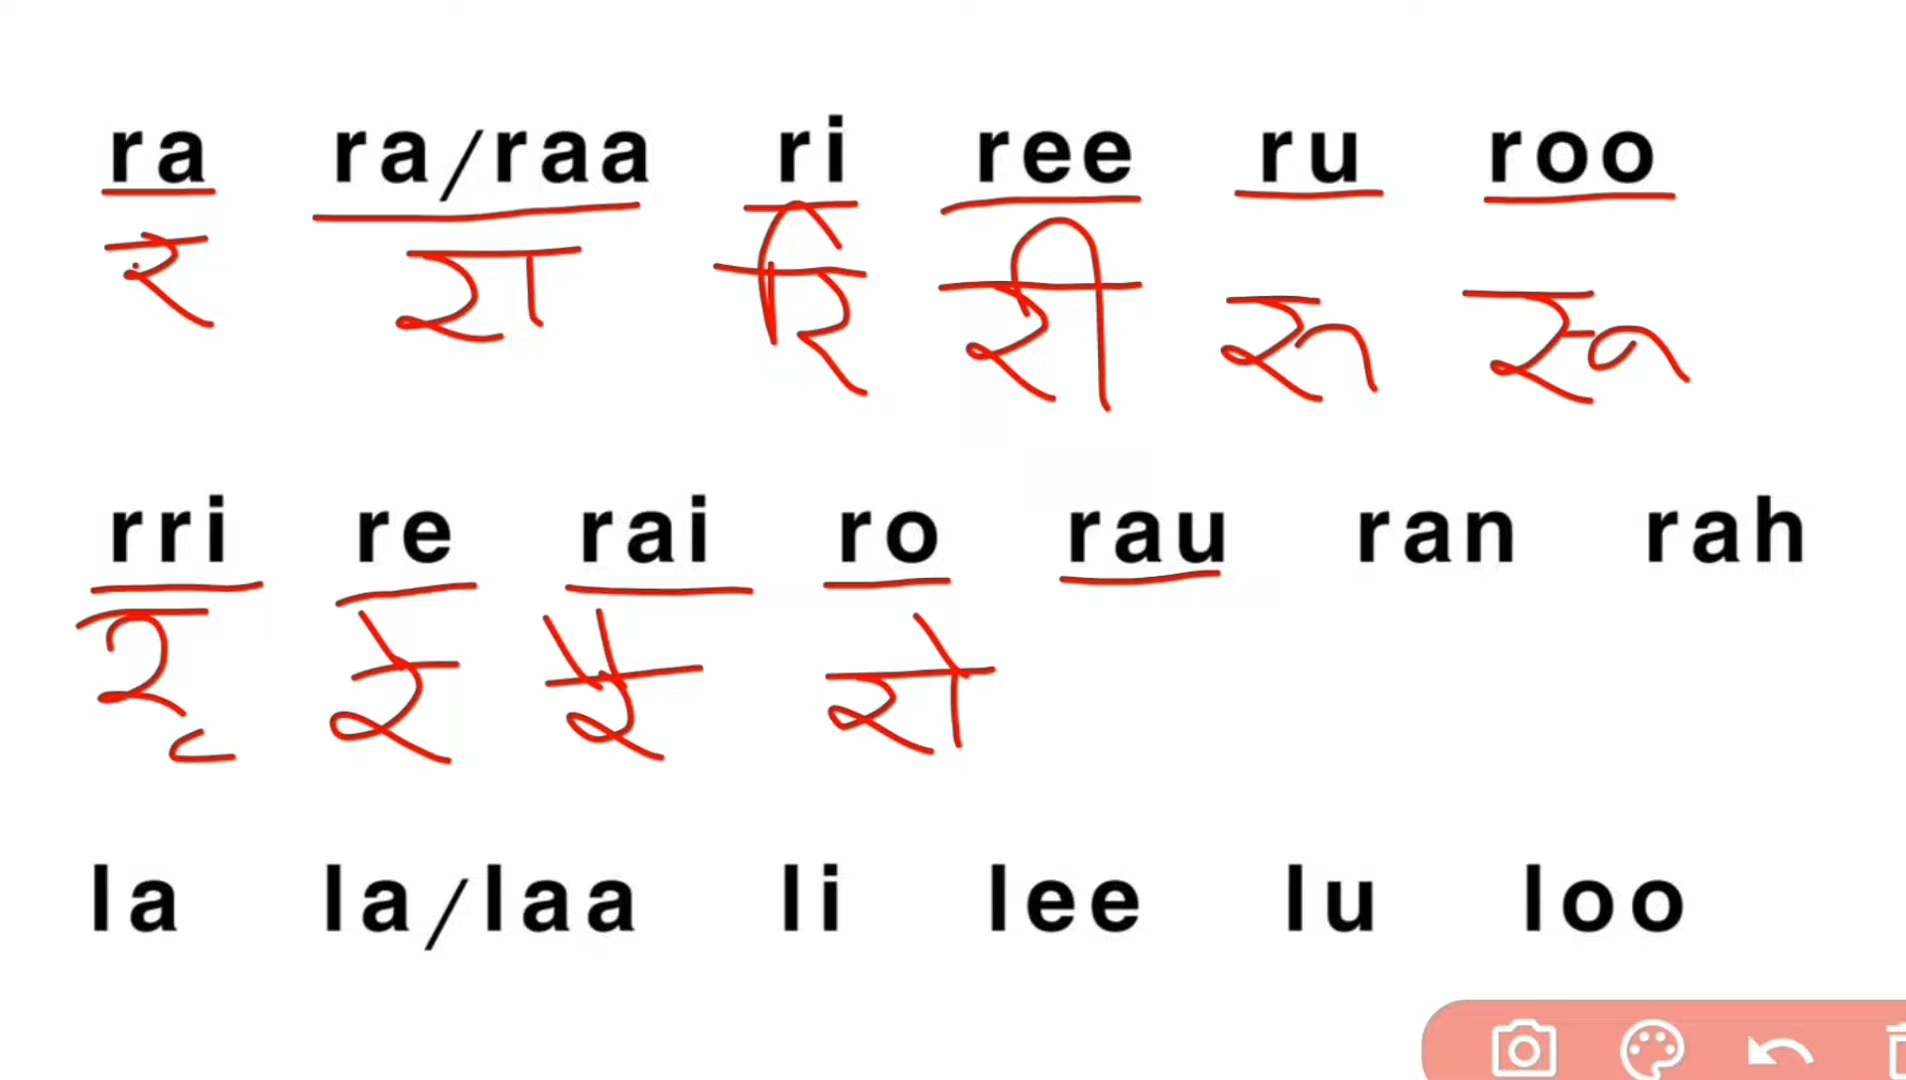 ra ra/raa ri ree ru roo
र रा रि री रु रू
rri re rai ro rau ran rah
रृ रे रै रो
la la/laa li lee lu loo